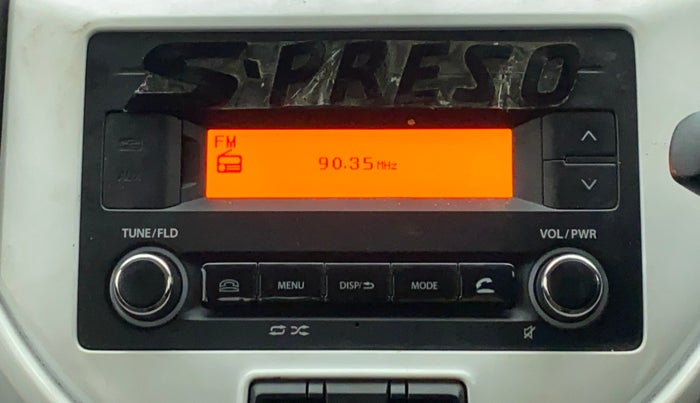 S-PRESO
FM
90.35 MHz
TUNE/FLD
VOL/PWR
MENU
DISP/
MODE